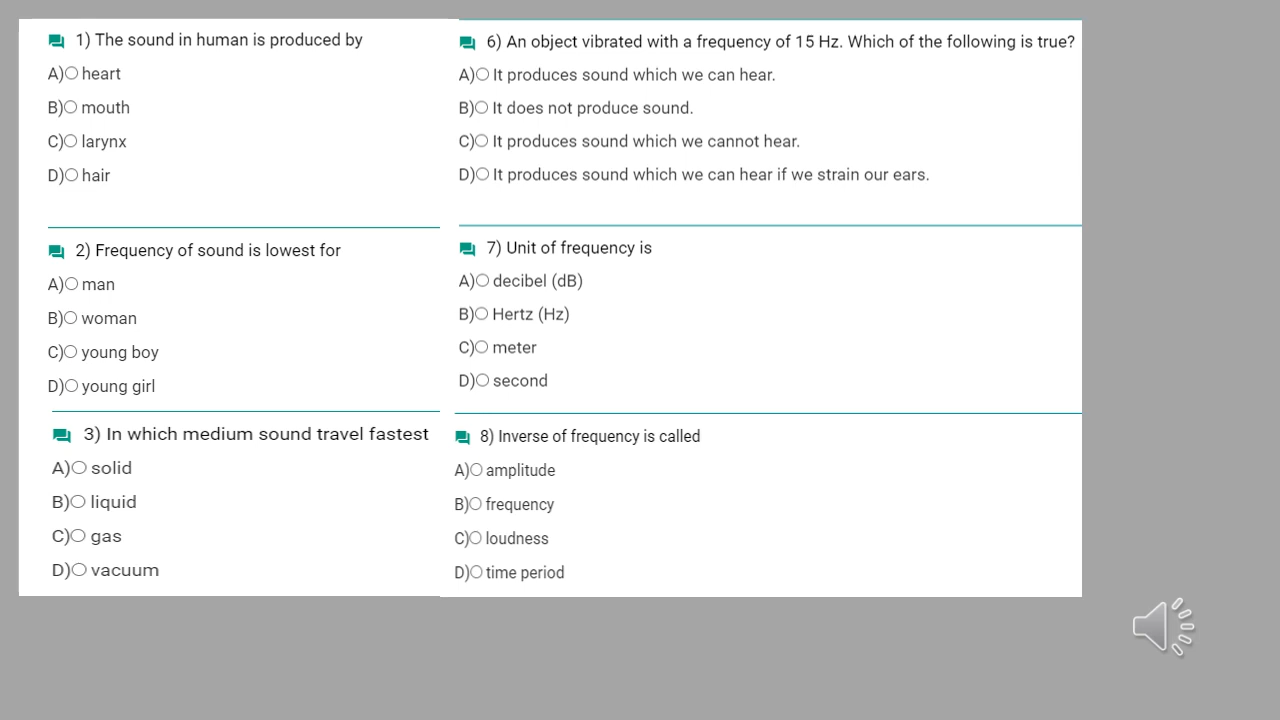 1) The sound in human is produced by
A) heart
B) mouth
C) larynx
D) hair
2) Frequency of sound is lowest for
A) man
B) woman
C) young boy
D) young girl
3) In which medium sound travel fastest
A) solid
B) liquid
C) gas
D) vacuum
6) An object vibrated with a frequency of 15 Hz. Which of the following is true?
A) It produces sound which we can hear.
B) It does not produce sound.
C) It produces sound which we cannot hear.
D) It produces sound which we can hear if we strain our ears.
7) Unit of frequency is
A) decibel (dB)
B) Hertz (Hz)
C) meter
D) second
8) Inverse of frequency is called
A) amplitude
B) frequency
C) loudness
D) time period